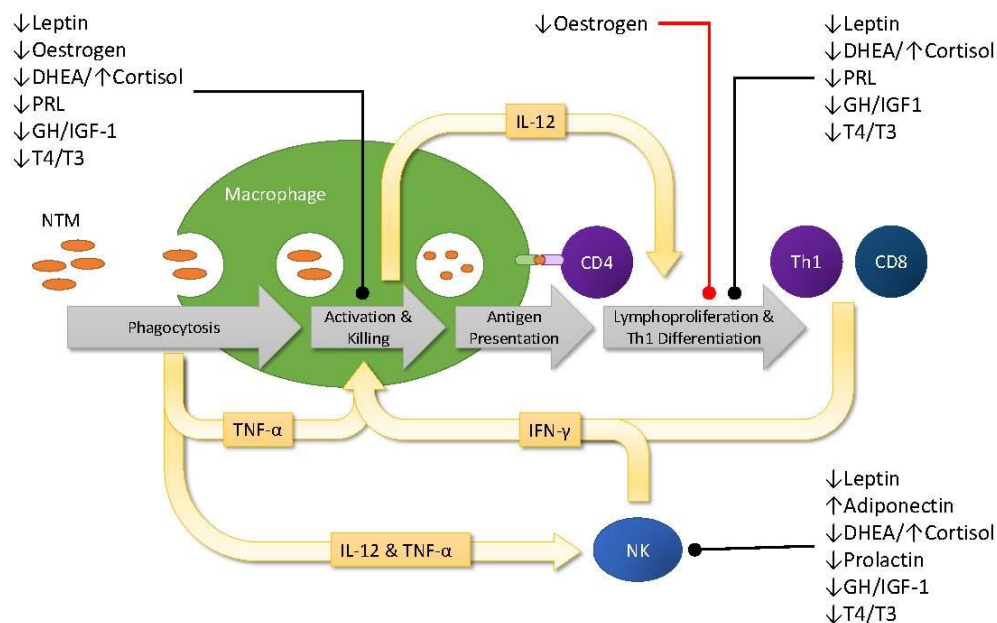 ↓Leptin
↓Oestrogen
↓DHEA/↑Cortisol
↓PRL
↓GH/IGF-1
↓T4/T3
↓Oestrogen
↓Leptin
↓DHEA/↑Cortisol
↓PRL
↓GH/IGF1
↓T4/T3
IL-12
Macrophage
NTM
CD4
Th1
CD8
Phagocytosis
Activation &
Killing
Antigen
Presentation
Lymphoproliferation &
Th1 Differentiation
TNF-α
IFN-γ
IL-12 & TNF-α
NK
↓Leptin
↑Adiponectin
↓DHEA/↑Cortisol
↓Prolactin
↓GH/IGF-1
↓T4/T3